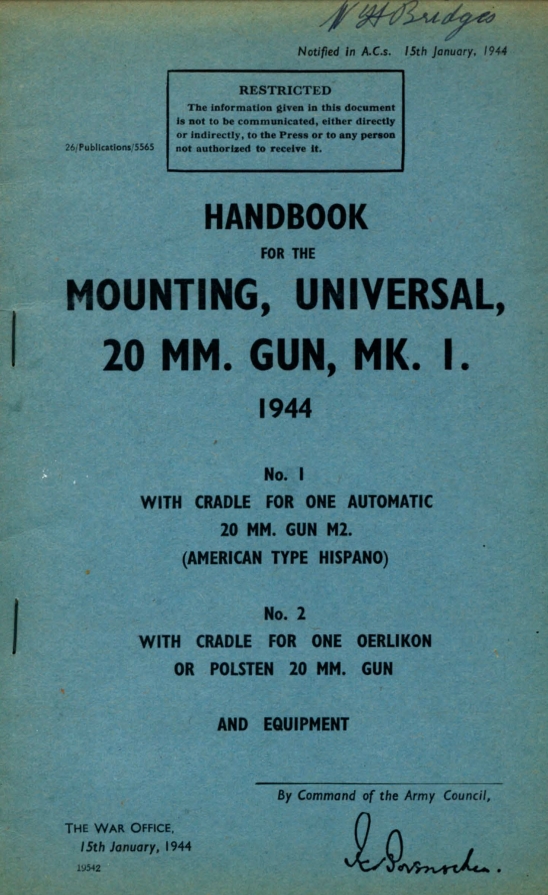 W H Bridges
Notified in A.C.s. 15th January, 1944
RESTRICTED
The information given in this document
is not to be communicated, either directly
or indirectly, to the Press or to any person
not authorized to receive it.
26/Publications/5565
HANDBOOK
FOR THE
MOUNTING, UNIVERSAL,
20 MM. GUN, MK. I.
1944
No. I
WITH CRADLE FOR ONE AUTOMATIC
20 MM. GUN M2.
(AMERICAN TYPE HISPANO)
No. 2
WITH CRADLE FOR ONE OERLIKON
OR POLSTEN 20 MM. GUN
AND EQUIPMENT
By Command of the Army Council,
THE WAR OFFICE,
15th January, 1944
19542